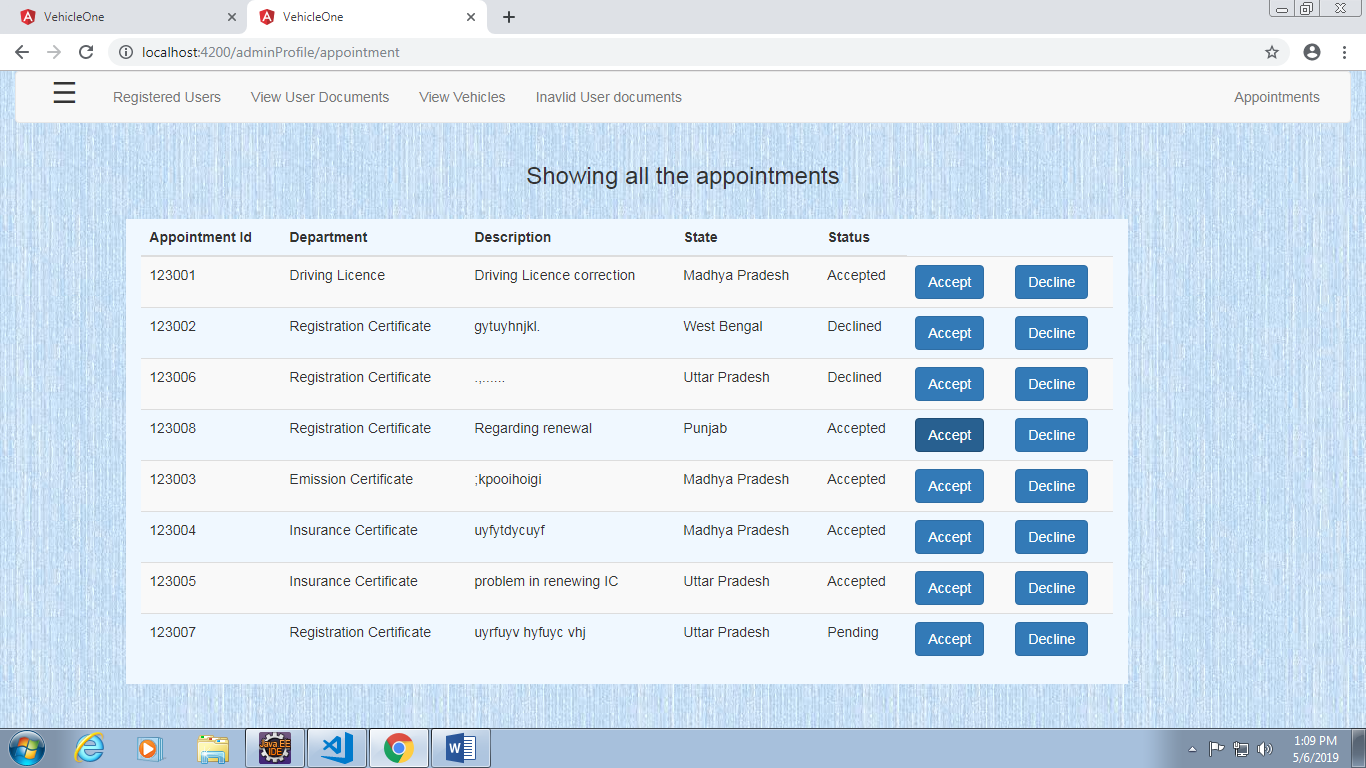 VehicleOne
VehicleOne
localhost:4200/adminProfile/appointment
Registered Users View User Documents View Vehicles Inavlid User documents Appointments
Showing all the appointments
Appointment Id Department Description State Status
123001 Driving Licence Driving Licence correction Madhya Pradesh Accepted Accept Decline
123002 Registration Certificate gytuyhnjkl. West Bengal Declined Accept Decline
123006 Registration Certificate .,...... Uttar Pradesh Declined Accept Decline
123008 Registration Certificate Regarding renewal Punjab Accepted Accept Decline
123003 Emission Certificate ;kpooihoigi Madhya Pradesh Accepted Accept Decline
123004 Insurance Certificate uyfytdycuyf Madhya Pradesh Accepted Accept Decline
123005 Insurance Certificate problem in renewing IC Uttar Pradesh Accepted Accept Decline
123007 Registration Certificate uyrfuyv hyfuyc vhj Uttar Pradesh Pending Accept Decline
Java EE
IDE
1:09 PM
5/6/2019